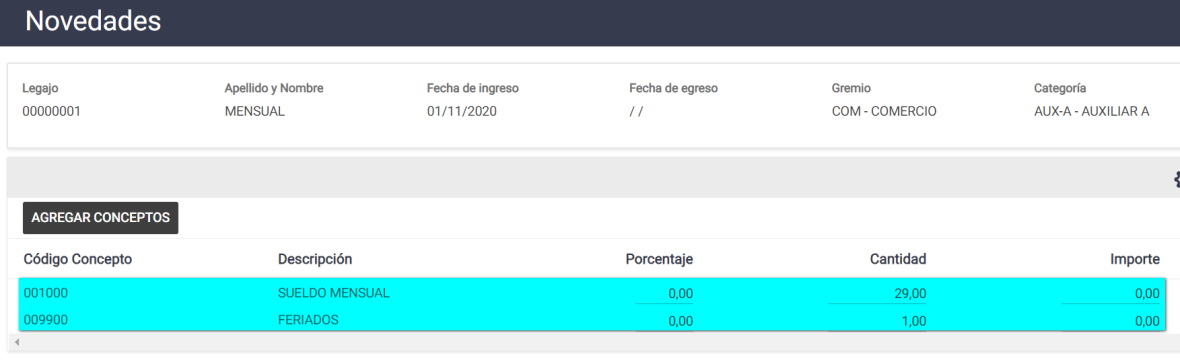 Novedades
Legajo Apellido y Nombre Fecha de ingreso Fecha de egreso Gremio Categoría
00000001 MENSUAL 01/11/2020 / / COM - COMERCIO AUX-A - AUXILIAR A
AGREGAR CONCEPTOS
Código Concepto Descripción Porcentaje Cantidad Importe
001000 SUELDO MENSUAL 0,00 29,00 0,00
009900 FERIADOS 0,00 1,00 0,00